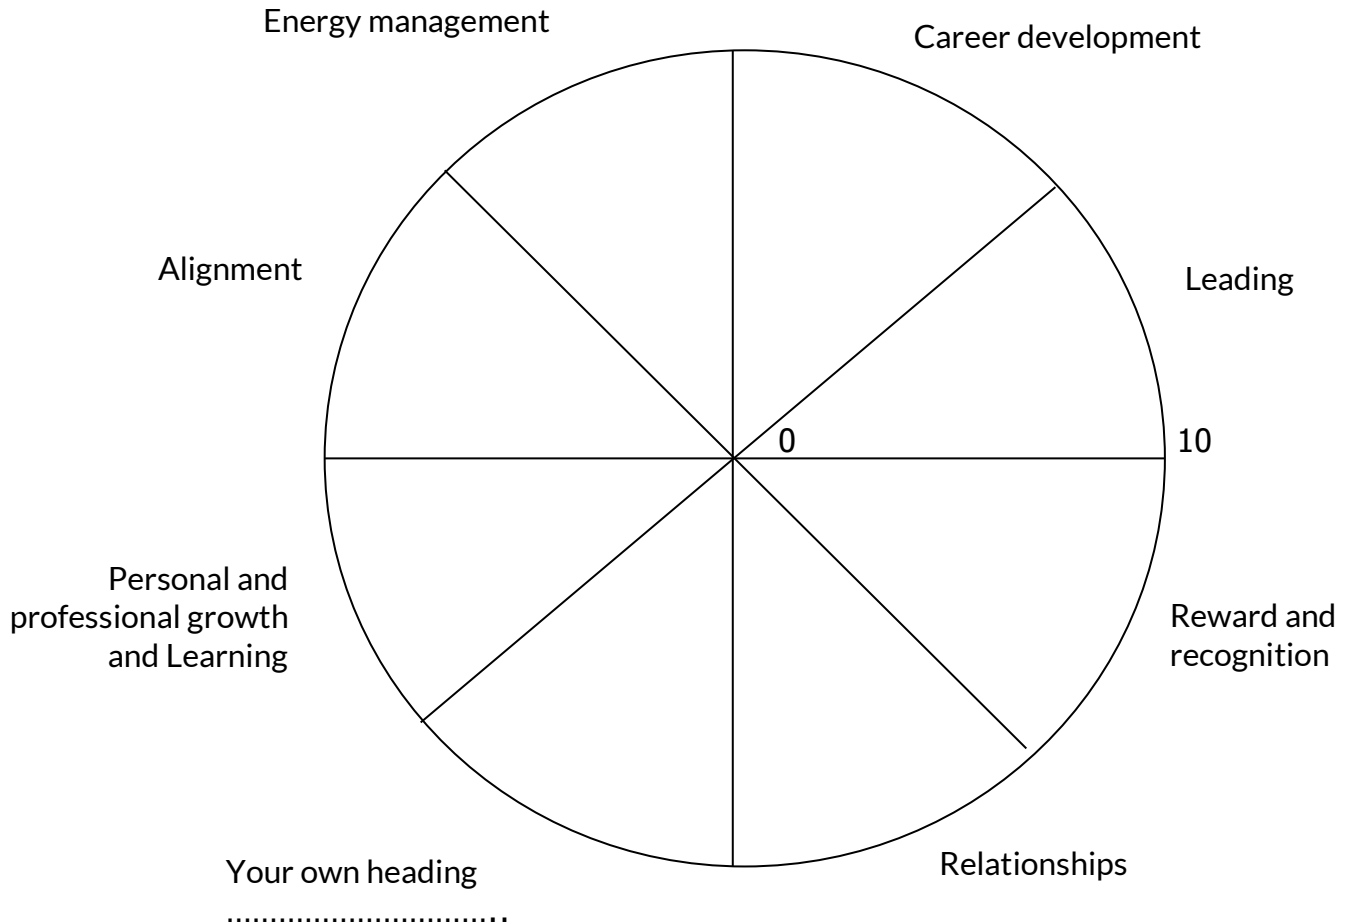 Energy management
Career development
Alignment
Leading
0
10
Personal and
professional growth
and Learning
Reward and
recognition
Your own heading
................................
Relationships